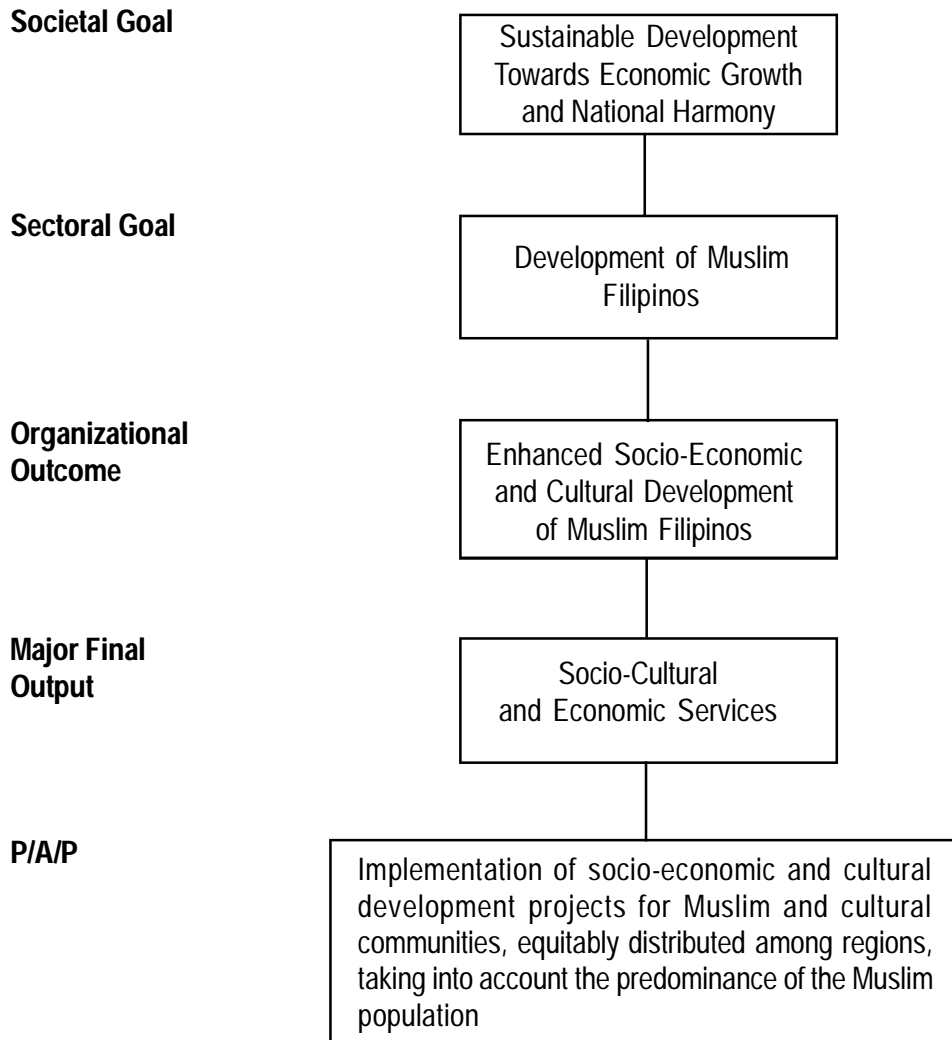 Societal Goal
Sustainable Development
Towards Economic Growth
and National Harmony
Sectoral Goal
Development of Muslim
Filipinos
Organizational
Outcome
Enhanced Socio-Economic
and Cultural Development
of Muslim Filipinos
Major Final
Output
Socio-Cultural
and Economic Services
P/A/P
Implementation of socio-economic and cultural
development projects for Muslim and cultural
communities, equitably distributed among regions,
taking into account the predominance of the Muslim
population